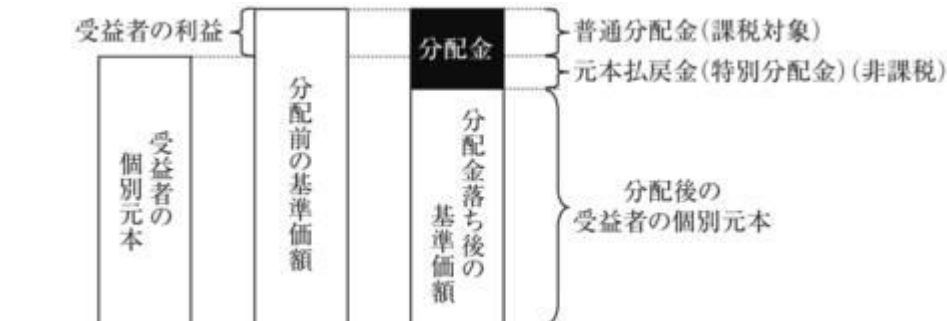 受益者の利益
分配金
普通分配金(課税対象)
元本払戻金(特別分配金)(非課税)
受益者の
個別元本
分配前の基準価額
分配金落ち後の
基準価額
分配後の
受益者の個別元本